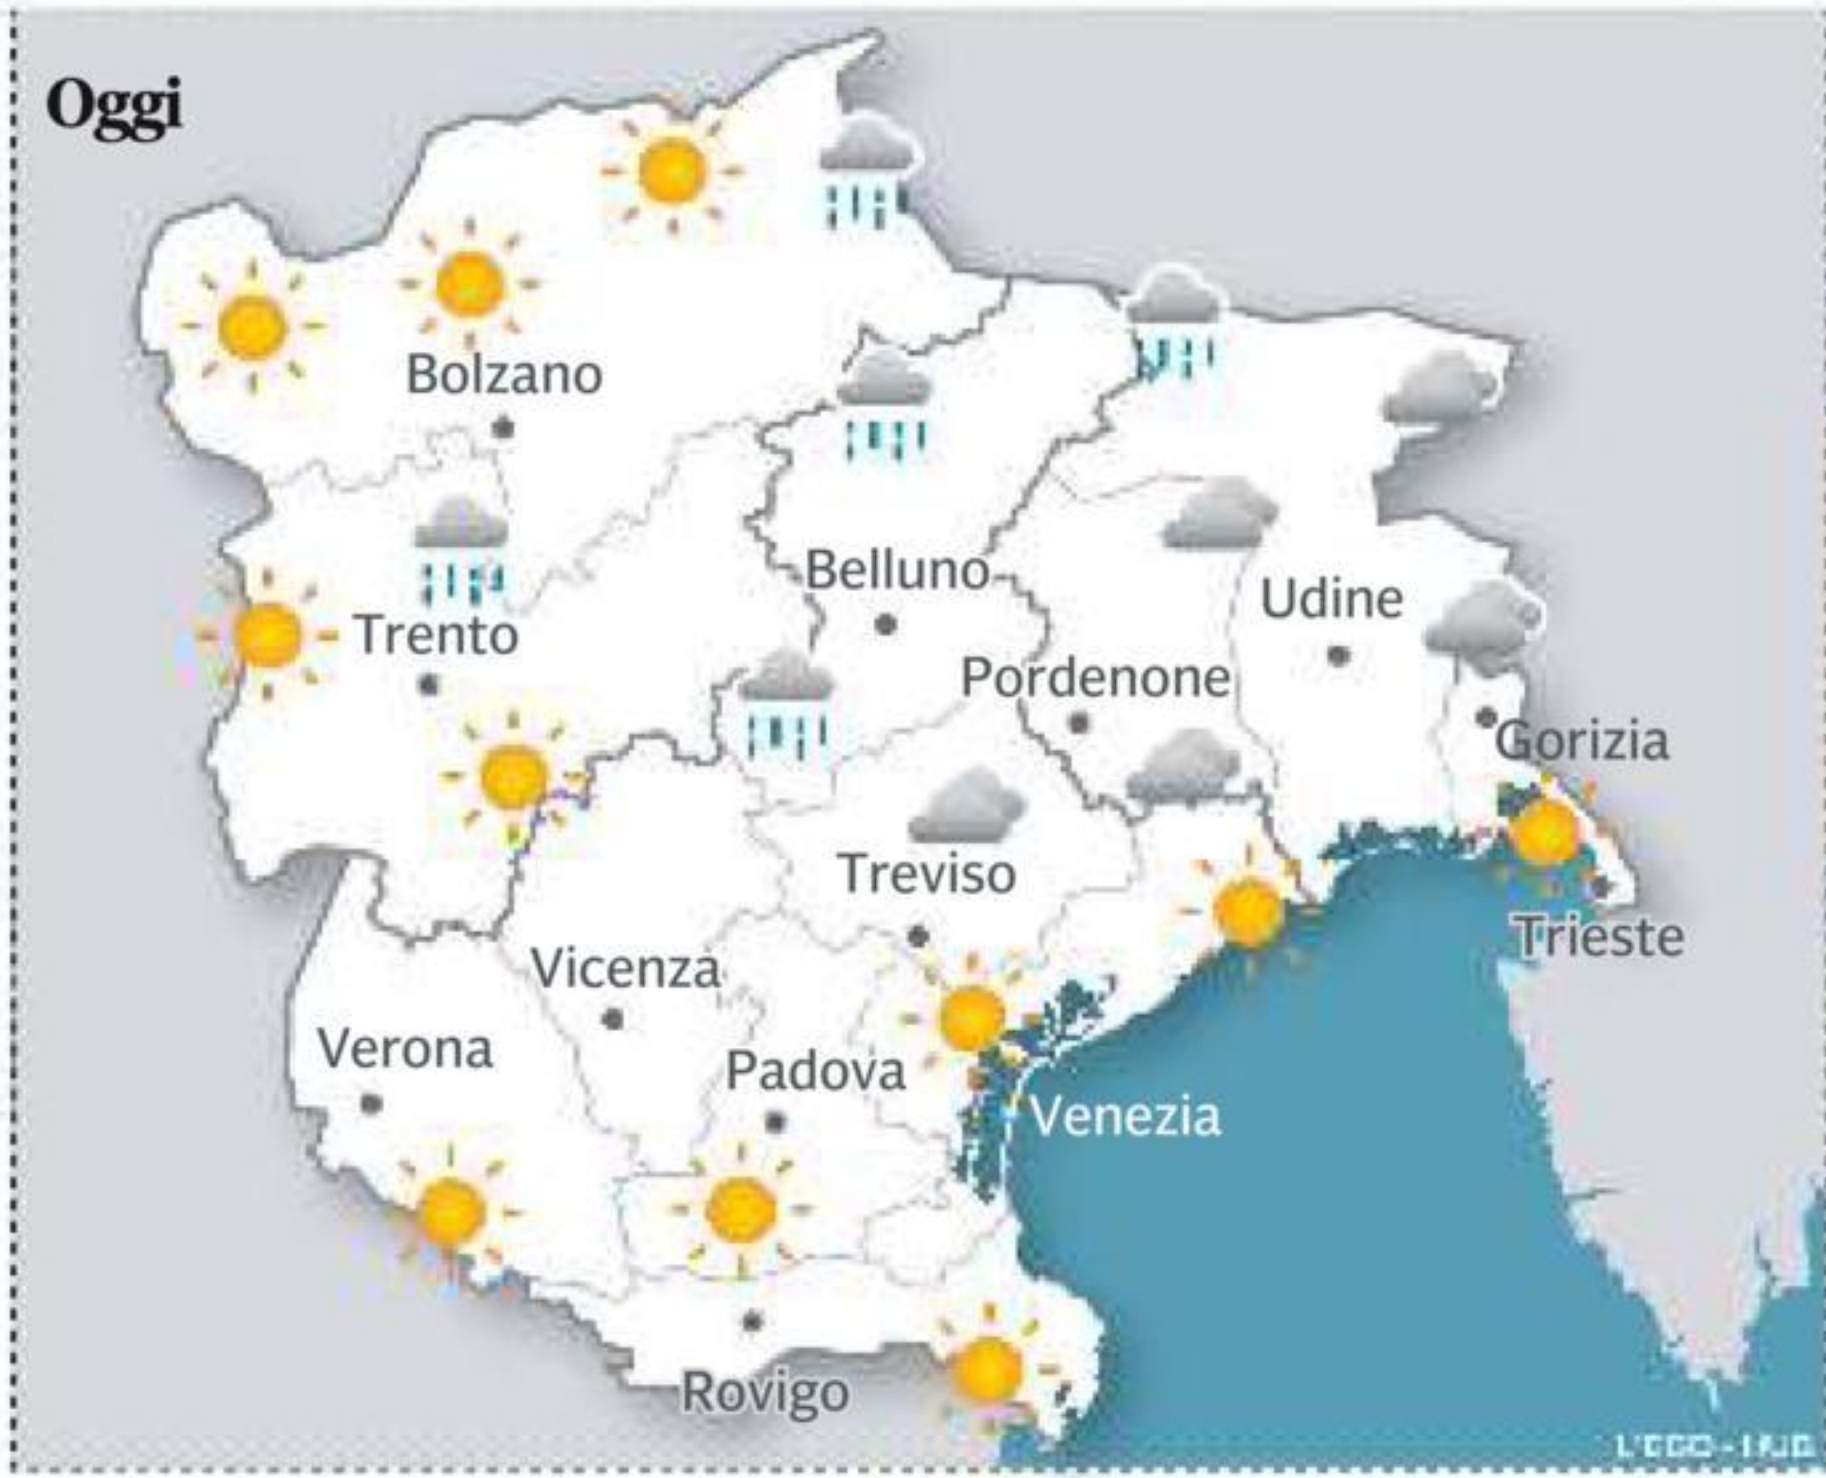 Oggi
Bolzano
Belluno
Udine
Trento
Pordenone
Gorizia
Treviso
Trieste
Vicenza
Verona
Padova
Venezia
Rovigo